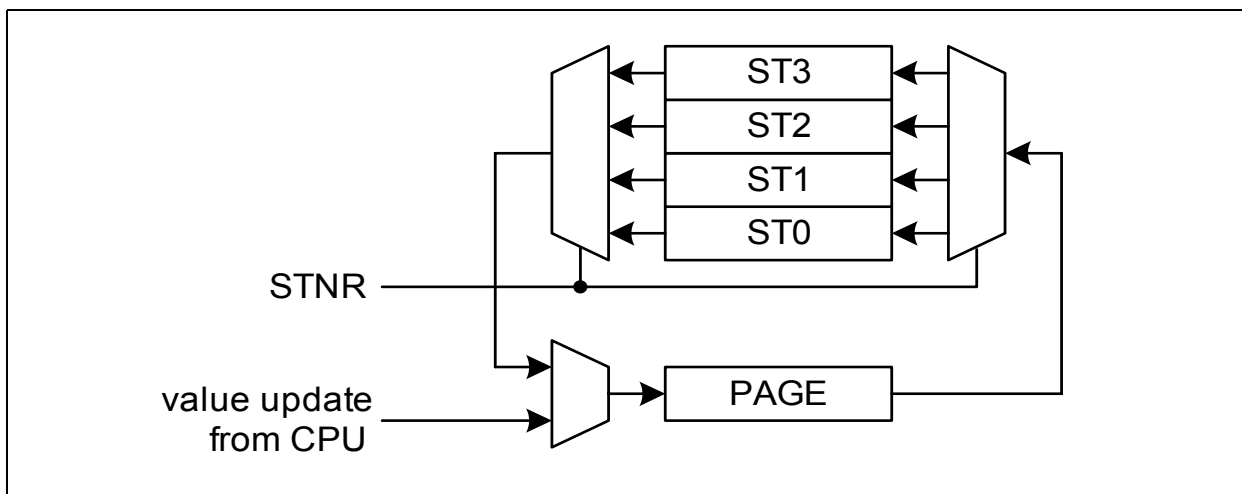 ST3
ST2
ST1
ST0
STNR
value update
from CPU
PAGE